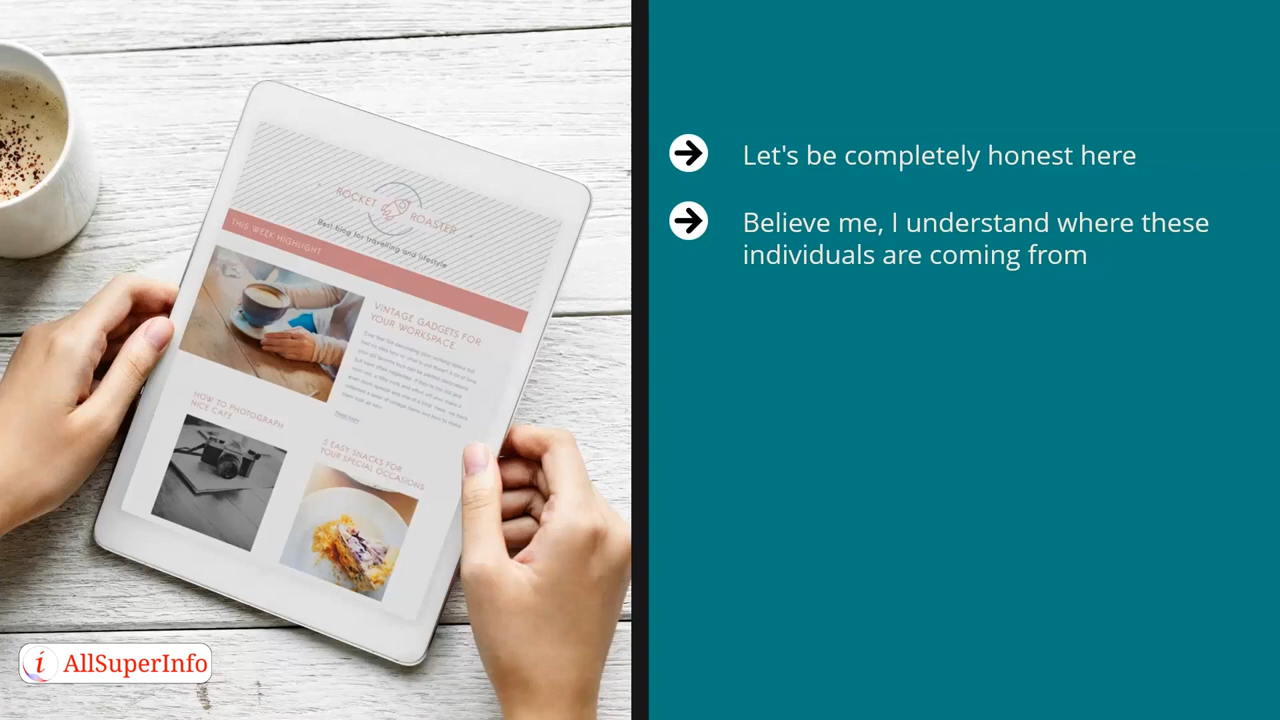 Let's be completely honest here
Believe me, I understand where these
individuals are coming from
ROCKET ROASTER
Best blog for travelling and lifestyle
THIS WEEK HIGHLIGHT
VINTAGE GADGETS FOR
YOUR WORKSPACE
Read more
HOW TO PHOTOGRAPH
NICE CAFE
5 EASY SNACKS FOR
YOUR SPECIAL OCCASIONS
i AllSuperInfo